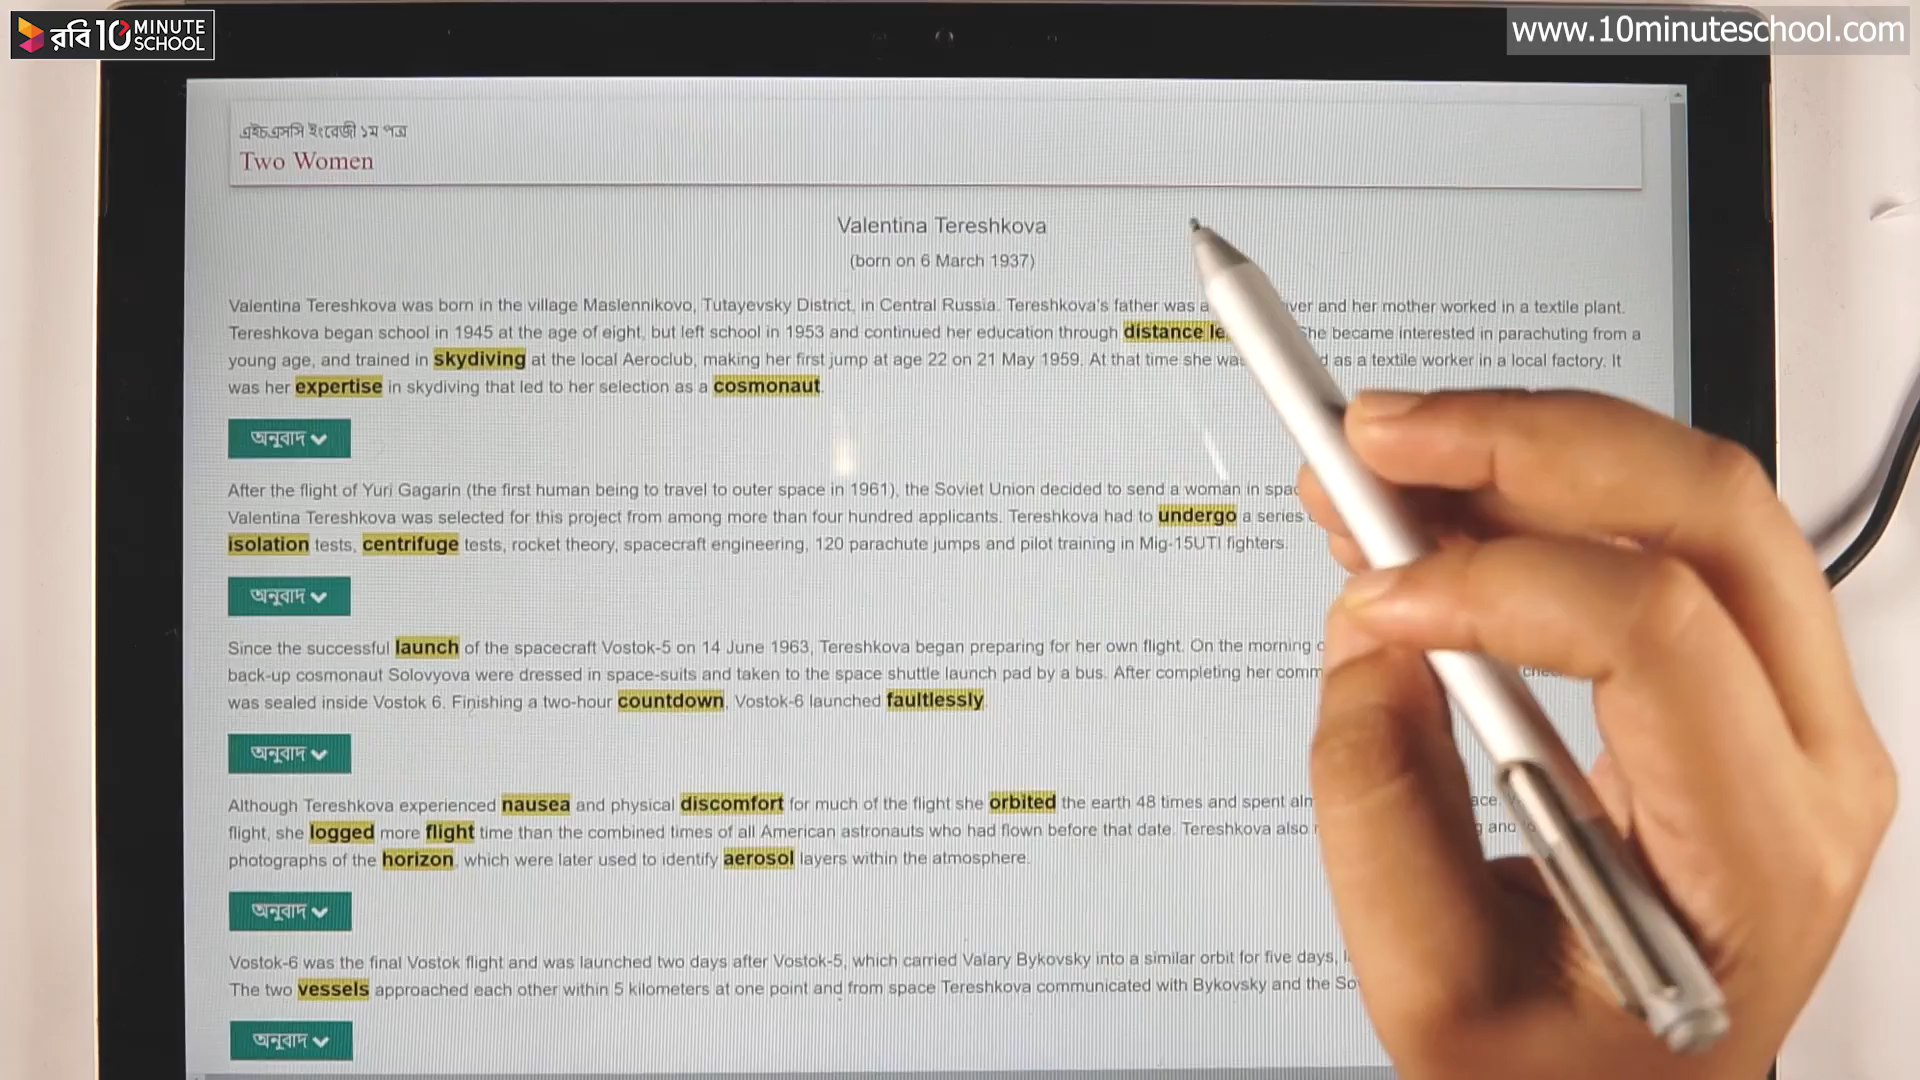 রবি 10 MINUTE SCHOOL
www.10minuteschool.com
এইচএসসি ইংরেজী ১ম পত্র
Two Women
Valentina Tereshkova
(born on 6 March 1937)
Valentina Tereshkova was born in the village Maslennikovo, Tutayevsky District, in Central Russia. Tereshkova's father was a and her mother worked in a textile plant.
Tereshkova began school in 1945 at the age of eight, but left school in 1953 and continued her education through distance became interested in parachuting from a
young age, and trained in skydiving at the local Aeroclub, making her first jump at age 22 on 21 May 1959. At that time she as a textile worker in a local factory. It
was her expertise in skydiving that led to her selection as a cosmonaut.
অনুবাদ
After the flight of Yuri Gagarin (the first human being to travel to outer space in 1961), the Soviet Union decided to send a woman in
Valentina Tereshkova was selected for this project from among more than four hundred applicants. Tereshkova had to undergo a series
isolation tests, centrifuge tests, rocket theory, spacecraft engineering, 120 parachute jumps and pilot training in Mig-15UTI fighters.
অনুবাদ
Since the successful launch of the spacecraft Vostok-5 on 14 June 1963, Tereshkova began preparing for her own flight. On the morning
back-up cosmonaut Solovyova were dressed in space-suits and taken to the space shuttle launch pad by a bus. After completing her
was sealed inside Vostok 6. Finishing a two-hour countdown, Vostok-6 launched faultlessly.
অনুবাদ
Although Tereshkova experienced nausea and physical discomfort for much of the flight she orbited the earth 48 times and spent
flight, she logged more flight time than the combined times of all American astronauts who had flown before that date. Tereshkova also and
photographs of the horizon, which were later used to identify aerosol layers within the atmosphere.
অনুবাদ
Vostok-6 was the final Vostok flight and was launched two days after Vostok-5, which carried Valary Bykovsky into a similar orbit for five days,
The two vessels approached each other within 5 kilometers at one point and from space Tereshkova communicated with Bykovsky and the
অনুবাদ